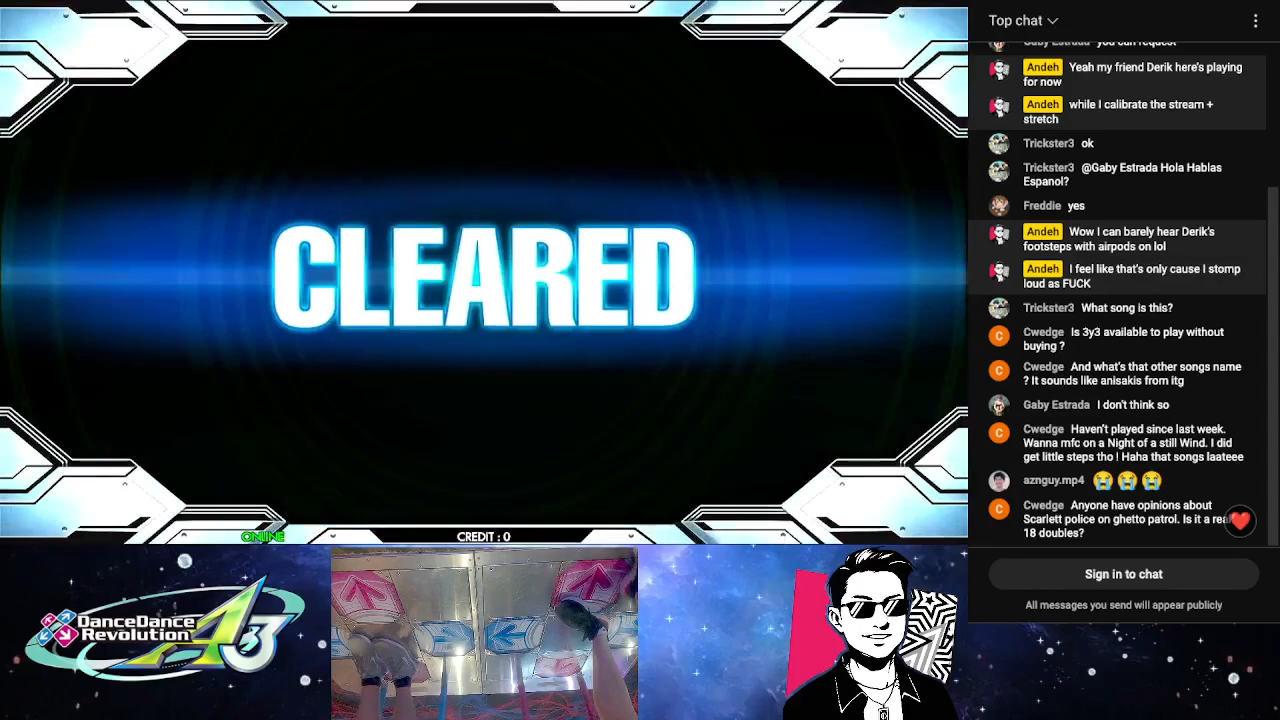 CLEARED
ONLINE
CREDIT : 0
DanceDance
Revolution A3
Top chat
Gaby Estrada you can request
Andeh Yeah my friend Derik here's playing
for now
Andeh while I calibrate the stream +
stretch
Trickster3 ok
Trickster3 @Gaby Estrada Hola Hablas
Espanol?
Freddie yes
Andeh Wow I can barely hear Derik's
footsteps with airpods on lol
Andeh I feel like that's only cause I stomp
loud as FUCK
Trickster3 What song is this?
C Cwedge Is 3y3 available to play without
buying ?
C Cwedge And what's that other songs name
? It sounds like anisakis from itg
Gaby Estrada I don't think so
C Cwedge Haven't played since last week.
Wanna mfc on a Night of a still Wind. I did
get little steps tho ! Haha that songs laateee
aznguy.mp4 😭😭😭
C Cwedge Anyone have opinions about
Scarlett police on ghetto patrol. Is it a
18 doubles?
Sign in to chat
All messages you send will appear publicly